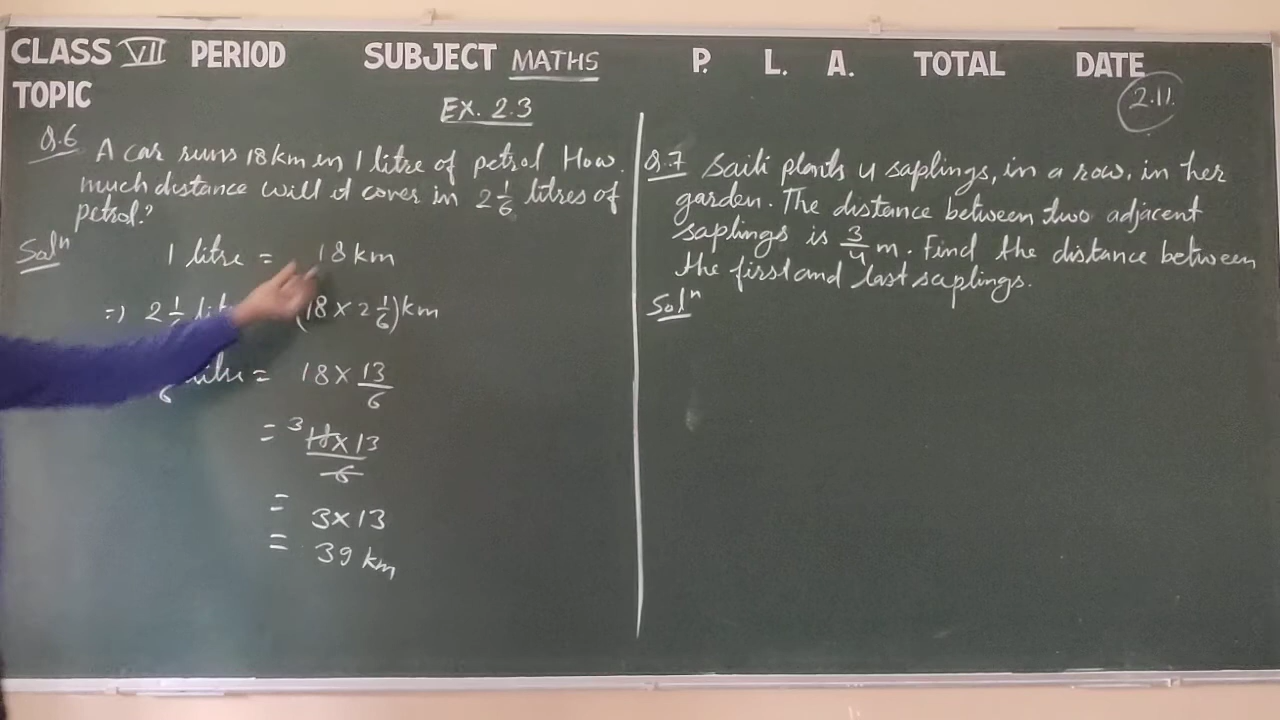 CLASS VII PERIOD SUBJECT MATHS P. L. A. TOTAL DATE
TOPIC
2.11.
EX. 2.3
Q.6 A car runs 18km in 1 litre of petrol How
much distance will it cover in 2 1/6 litres of
petrol?
Solⁿ
1 litre = 18 km
=) 2 1/6 lit (18 × 2 1/6) km
6 litre = 18 × 13/6
= ³ 18 × 13 / 6
= 3 × 13
= 39 km
Q.7 Saili plants 4 saplings, in a row, in her
garden. The distance between two adjacent
saplings is 3/4 m. Find the distance between
the first and last saplings.
Solⁿ